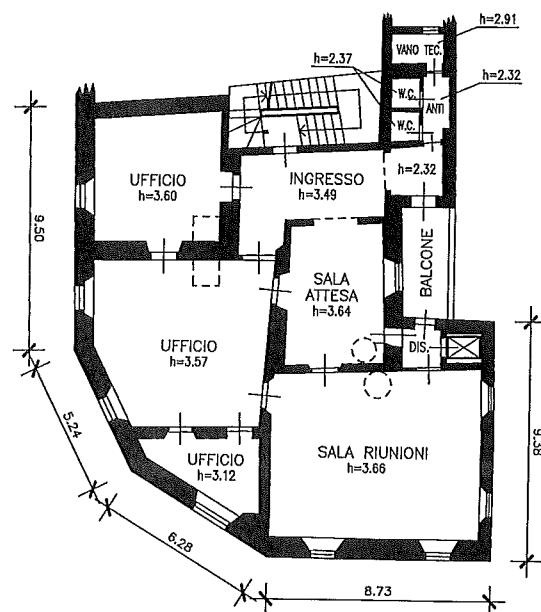 h=2.91
VANO TEC.
h=2.37
h=2.32
W.C.
ANTI
W.C.
UFFICIO
h=3.60
INGRESSO
h=3.49
h=2.32
9.50
BALCONE
SALA
ATTESA
h=3.64
UFFICIO
h=3.57
DIS.
5.24
UFFICIO
h=3.12
SALA RIUNIONI
h=3.66
9.38
6.28
8.73